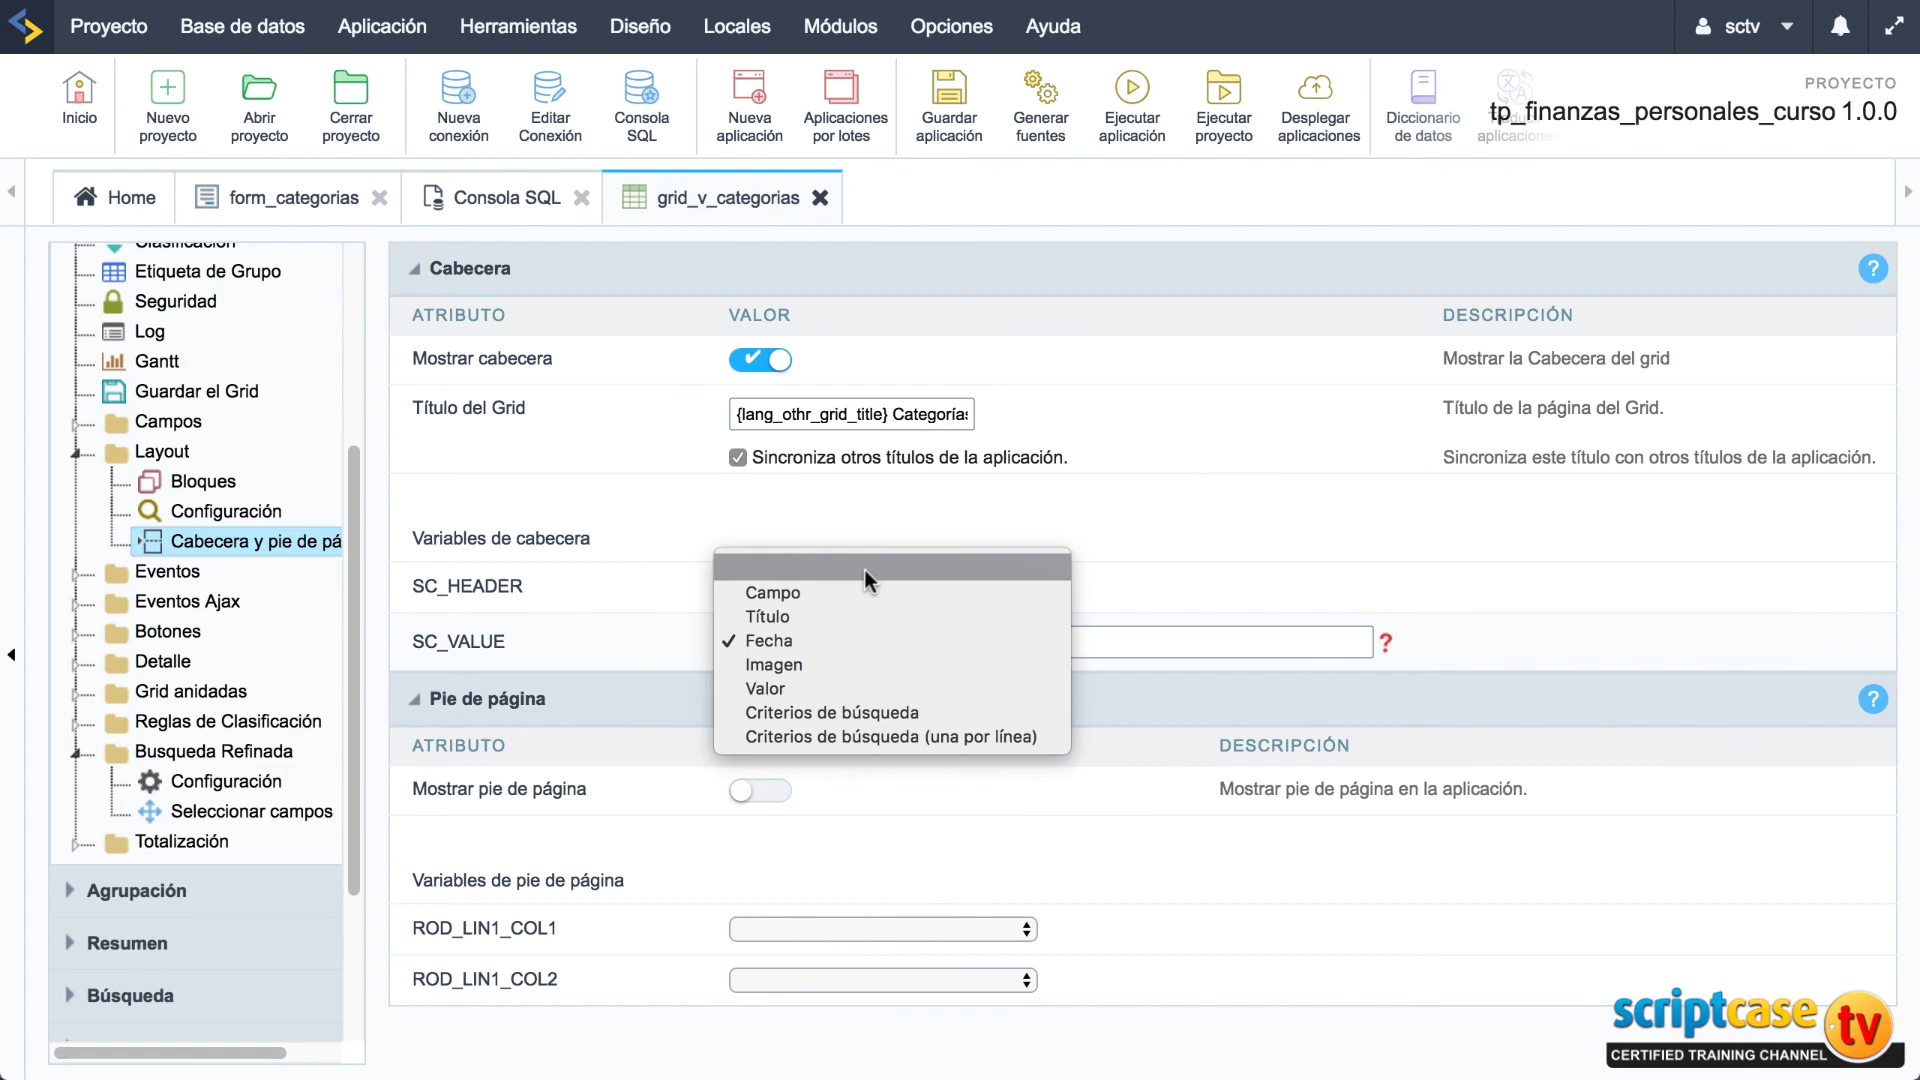 Proyecto Base de datos Aplicación Herramientas Diseño Locales Módulos Opciones Ayuda sctv
Inicio
Nuevo proyecto
Abrir proyecto
Cerrar proyecto
Nueva conexión
Editar Conexión
Consola SQL
Nueva aplicación
Aplicaciones por lotes
Guardar aplicación
Generar fuentes
Ejecutar aplicación
Ejecutar proyecto
Desplegar aplicaciones
Diccionario de datos
aplicaciones
PROYECTO
tp_finanzas_personales_curso 1.0.0
Home form_categorias Consola SQL grid_v_categorias
Clasificación
Etiqueta de Grupo
Seguridad
Log
Gantt
Guardar el Grid
Campos
Layout
Bloques
Configuración
Cabecera y pie de pá
Eventos
Eventos Ajax
Botones
Detalle
Grid anidadas
Reglas de Clasificación
Busqueda Refinada
Configuración
Seleccionar campos
Totalización
Agrupación
Resumen
Búsqueda
Cabecera ?
ATRIBUTO VALOR DESCRIPCIÓN
Mostrar cabecera Mostrar la Cabecera del grid
Título del Grid {lang_othr_grid_title} Categorías Título de la página del Grid.
Sincroniza otros títulos de la aplicación. Sincroniza este título con otros títulos de la aplicación.
Variables de cabecera
SC_HEADER
SC_VALUE ?
Campo
Título
Fecha
Imagen
Valor
Criterios de búsqueda
Criterios de búsqueda (una por línea)
Pie de página ?
ATRIBUTO DESCRIPCIÓN
Mostrar pie de página Mostrar pie de página en la aplicación.
Variables de pie de página
ROD_LIN1_COL1
ROD_LIN1_COL2
scriptcase tv
CERTIFIED TRAINING CHANNEL